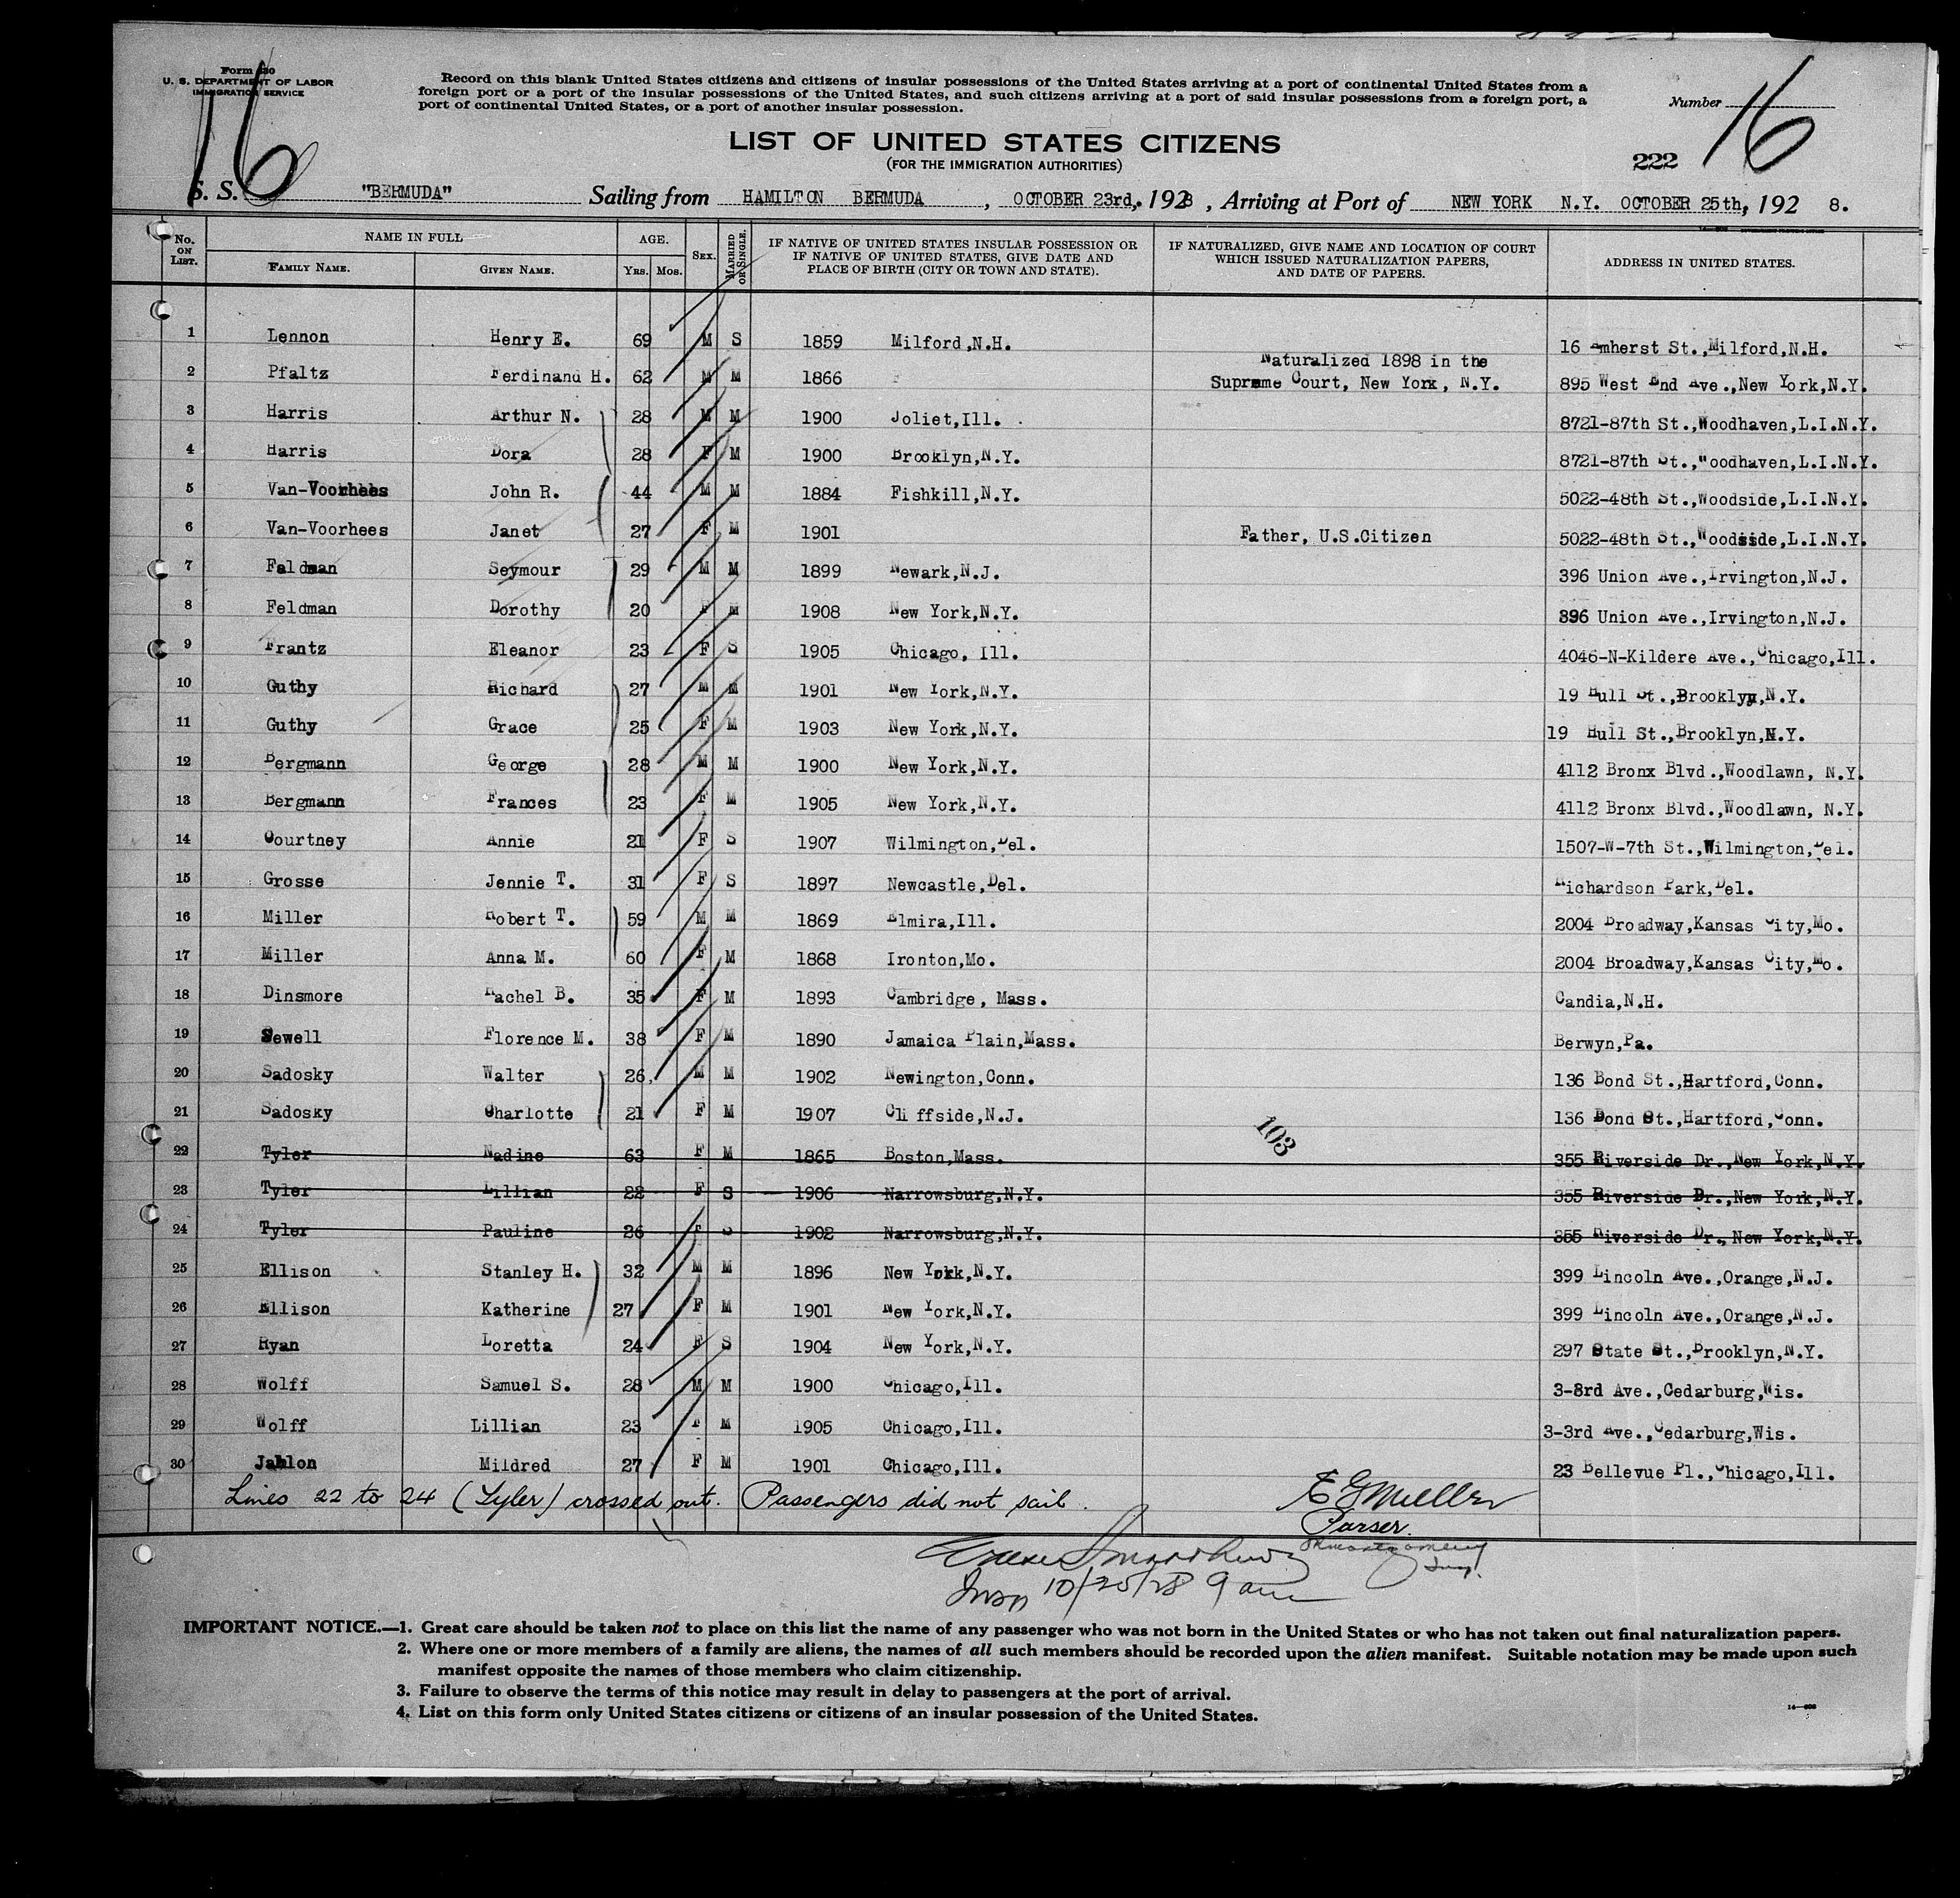 Form 630
U. S. DEPARTMENT OF LABOR
IMMIGRATION SERVICE
16
Record on this blank United States citizens and citizens of insular possessions of the United States arriving at a port of continental United States from a
foreign port or a port of the insular possessions of the United States, and such citizens arriving at a port of said insular possessions from a foreign port, a
port of continental United States, or a port of another insular possession.
Number 16
LIST OF UNITED STATES CITIZENS
(FOR THE IMMIGRATION AUTHORITIES)
222
S. S. "BERMUDA" Sailing from HAMILTON BERMUDA, OCTOBER 23rd, 1928, Arriving at Port of NEW YORK N.Y. OCTOBER 25th, 192 8.
No. ON LIST. NAME IN FULL FAMILY NAME. GIVEN NAME. AGE. YRS. MOS. SEX. MARRIED OR SINGLE. IF NATIVE OF UNITED STATES INSULAR POSSESSION OR IF NATIVE OF UNITED STATES, GIVE DATE AND PLACE OF BIRTH (CITY OR TOWN AND STATE). IF NATURALIZED, GIVE NAME AND LOCATION OF COURT WHICH ISSUED NATURALIZATION PAPERS, AND DATE OF PAPERS. ADDRESS IN UNITED STATES.
1 Lennon Henry E. 69 M S 1859 Milford,N.H. 16 Amherst St.,Milford,N.H.
2 Pfaltz Ferdinand H. 62 M M 1866 Naturalized 1898 in the Supreme Court, New York, N.Y. 895 West End Ave.,New York,N.Y.
3 Harris Arthur N. 28 M M 1900 Joliet,Ill. 8721-87th St.,Woodhaven,L.I.N.Y.
4 Harris Dora 28 F M 1900 Brooklyn,N.Y. 8721-87th St.,Woodhaven,L.I.N.Y.
5 Van-Voorhees John R. 44 M M 1884 Fishkill,N.Y. 5022-48th St.,Woodside,L.I.N.Y.
6 Van-Voorhees Janet 27 F M 1901 Father, U.S.Citizen 5022-48th St.,Woodside,L.I.N.Y.
7 Feldman Seymour 29 M M 1899 Newark,N.J. 396 Union Ave.,Irvington,N.J.
8 Feldman Dorothy 20 F M 1908 New York,N.Y. 396 Union Ave.,Irvington,N.J.
9 Frantz Eleanor 23 F S 1905 Chicago, Ill. 4046-N-Kildere Ave.,Chicago,Ill.
10 Guthy Richard 27 M M 1901 New York,N.Y. 19 Hull St.,Brooklyn,N.Y.
11 Guthy Grace 25 F M 1903 New York,N.Y. 19 Hull St.,Brooklyn,N.Y.
12 Bergmann George 28 M M 1900 New York,N.Y. 4112 Bronx Blvd.,Woodlawn, N.Y.
13 Bergmann Frances 23 F M 1905 New York,N.Y. 4112 Bronx Blvd.,Woodlawn, N.Y.
14 Courtney Annie 21 F S 1907 Wilmington,Del. 1507-W-7th St.,Wilmington,Del.
15 Grosse Jennie T. 31 F S 1897 Newcastle,Del. Richardson Park,Del.
16 Miller Robert T. 59 M M 1869 Elmira,Ill. 2004 Broadway,Kansas City,Mo.
17 Miller Anna M. 60 F M 1868 Ironton,Mo. 2004 Broadway,Kansas City,Mo.
18 Dinsmore Rachel B. 35 F M 1893 Cambridge, Mass. Candia,N.H.
19 Sewell Florence M. 38 F M 1890 Jamaica Plain,Mass. Berwyn,Pa.
20 Sadosky Walter 26 M M 1902 Newington,Conn. 136 Bond St.,Hartford,Conn.
21 Sadosky Charlotte 21 F M 1907 Cliffside,N.J. 136 Bond St.,Hartford,Conn.
103
22 Tyler Nadine 63 F M 1865 Boston,Mass. 355 Riverside Dr.,New York,N.Y.
23 Tyler Lillian 22 F S 1906 Narrowsburg,N.Y. 355 Riverside Dr.,New York,N.Y.
24 Tyler Pauline 26 F S 1902 Narrowsburg,N.Y. 355 Riverside Dr.,New York,N.Y.
25 Ellison Stanley H. 32 M M 1896 New York,N.Y. 399 Lincoln Ave.,Orange,N.J.
26 Ellison Katherine 27 F M 1901 New York,N.Y. 399 Lincoln Ave.,Orange,N.J.
27 Ryan Loretta 24 F S 1904 New York,N.Y. 297 State St.,Brooklyn,N.Y.
28 Wolff Samuel S. 28 M M 1900 Chicago,Ill. 3-3rd Ave.,Cedarburg,Wis.
29 Wolff Lillian 23 F M 1905 Chicago,Ill. 3-3rd Ave.,Cedarburg,Wis.
30 Jablon Mildred 27 F M 1901 Chicago,Ill. 23 Bellevue Pl.,Chicago,Ill.
Lines 22 to 24 (Tyler) crossed out. Passengers did not sail. E G Mueller
Purser.
Insp 10/25/28 9 am
IMPORTANT NOTICE.—1. Great care should be taken not to place on this list the name of any passenger who was not born in the United States or who has not taken out final naturalization papers.
2. Where one or more members of a family are aliens, the names of all such members should be recorded upon the alien manifest. Suitable notation may be made upon such
manifest opposite the names of those members who claim citizenship.
3. Failure to observe the terms of this notice may result in delay to passengers at the port of arrival.
4. List on this form only United States citizens or citizens of an insular possession of the United States.